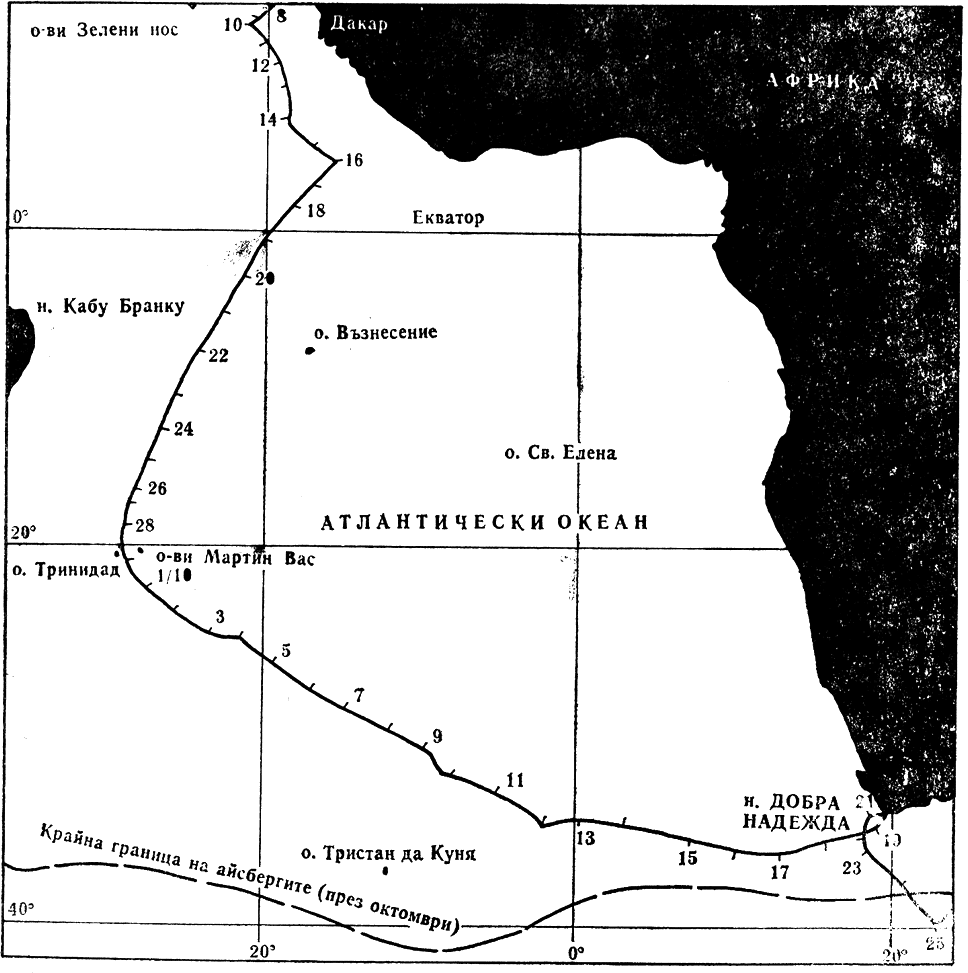 8
10
Дакар
о-ви Зелени нос
12
АФРИКА
14
16
18
0°
Екватор
20
н. Кабу Бранку
о. Възнесение
22
24
о. Св. Елена
26
28
АТЛАНТИЧЕСКИ ОКЕАН
20°
о-ви Мартин Вас
о. Тринидад
1/10
3
5
7
9
11
н. ДОБРА
НАДЕЖДА
21
13
19
15
17
23
Крайна граница на айсбергите (през октомври)
о. Тристан да Куня
40°
25
20°
0°
20°